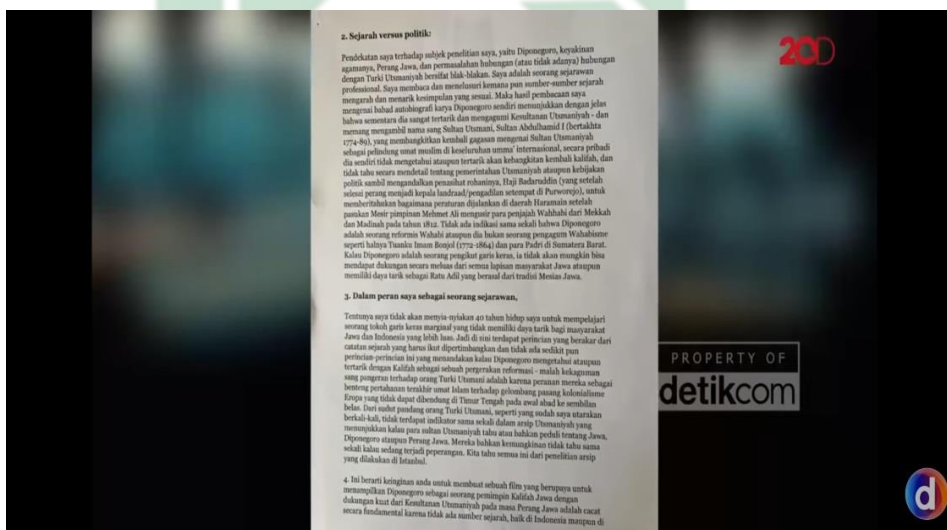 2. Sejarah versus politik:
Pendekatan saya terhadap subjek penelitian saya, yaitu Diponegoro, keyakinan
agamanya, Perang Jawa, dan permasalahan hubungan (atau tidak adanya) hubungan
dengan Turki Utsmaniyah bersifat blak-blakan. Saya adalah seorang sejarawan
professional. Saya membaca dan menelusuri kemana pun sumber-sumber sejarah
mengarah dan menarik kesimpulan yang sesuai. Maka hasil pembacaan saya
mengenai babad autobiografi karya Diponegoro sendiri menunjukkan dengan jelas
bahwa sementara dia sangat tertarik dan mengagumi Kesultanan Utsmaniyah - dan
memang mengambil nama sang Sultan Utsmani, Sultan Abdulhamid I (bertakhta
1774-89), yang membangkitkan kembali gagasan mengenai Sultan Utsmaniyah
sebagai pelindung umat muslim di keseluruhan umma' internasional, secara pribadi
dia sendiri tidak mengetahui ataupun tertarik akan kebangkitan kembali kalifah, dan
tidak tahu secara mendetail tentang pemerintahan Utsmaniyah ataupun kebijakan
politik sambil mengandalkan penasihat rohaninya, Haji Badaruddin (yang setelah
selesai perang menjadi kepala landraad/pengadilan setempat di Purworejo), untuk
memberitahukan bagaimana peraturan dijalankan di daerah Haramain setelah
pasukan Mesir pimpinan Mehmet Ali mengusir para penjajah Wahhabi dari Mekkah
dan Madinah pada tahun 1812. Tidak ada indikasi sama sekali bahwa Diponegoro
adalah seorang reformis Wahabi ataupun dia bukan seorang pengagum Wahabisme
seperti halnya Tuanku Imam Bonjol (1772-1864) dan para Padri di Sumatera Barat.
Kalau Diponegoro adalah seorang pengikut garis keras, ia tidak akan mungkin bisa
mendapat dukungan secara meluas dari semua lapisan masyarakat Jawa ataupun
memiliki daya tarik sebagai Ratu Adil yang berasal dari tradisi Mesias Jawa.
3. Dalam peran saya sebagai seorang sejarawan,
Tentunya saya tidak akan menyia-nyiakan 40 tahun hidup saya untuk mempelajari
seorang tokoh garis keras marginal yang tidak memiliki daya tarik bagi masyarakat
Jawa dan Indonesia yang lebih luas. Jadi di sini terdapat perincian yang berakar dari
catatan sejarah yang harus ikut dipertimbangkan dan tidak ada sedikit pun
perincian-perincian ini yang menandakan kalau Diponegoro mengetahui ataupun
tertarik dengan Kalifah sebagai sebuah pergerakan reformasi - malah kekaguman
sang pangeran terhadap orang Turki Utsmani adalah karena peranan mereka sebagai
benteng pertahanan terakhir umat Islam terhadap gelombang pasang kolonialisme
Eropa yang tidak dapat dibendung di Timur Tengah pada awal abad ke sembilan
belas. Dari sudut pandang orang Turki Utsmani, seperti yang sudah saya utarakan
berkali-kali, tidak terdapat indikator sama sekali dalam arsip Utsmaniyah yang
menunjukkan kalau para sultan Utsmaniyah tahu atau bahkan peduli tentang Jawa,
Diponegoro ataupun Perang Jawa. Mereka bahkan kemungkinan tidak tahu sama
sekali kalau sedang terjadi peperangan. Kita tahu semua ini dari penelitian arsip
yang dilakukan di Istanbul.
4. Ini berarti keinginan anda untuk membuat sebuah film yang berupaya untuk
menampilkan Diponegoro sebagai seorang pemimpin Kalifah Jawa dengan
dukungan kuat dari Kesultanan Utsmaniyah pada masa Perang Jawa adalah cacat
secara fundamental karena tidak ada sumber sejarah, baik di Indonesia maupun di
20D
PROPERTY OF
detikcom
d